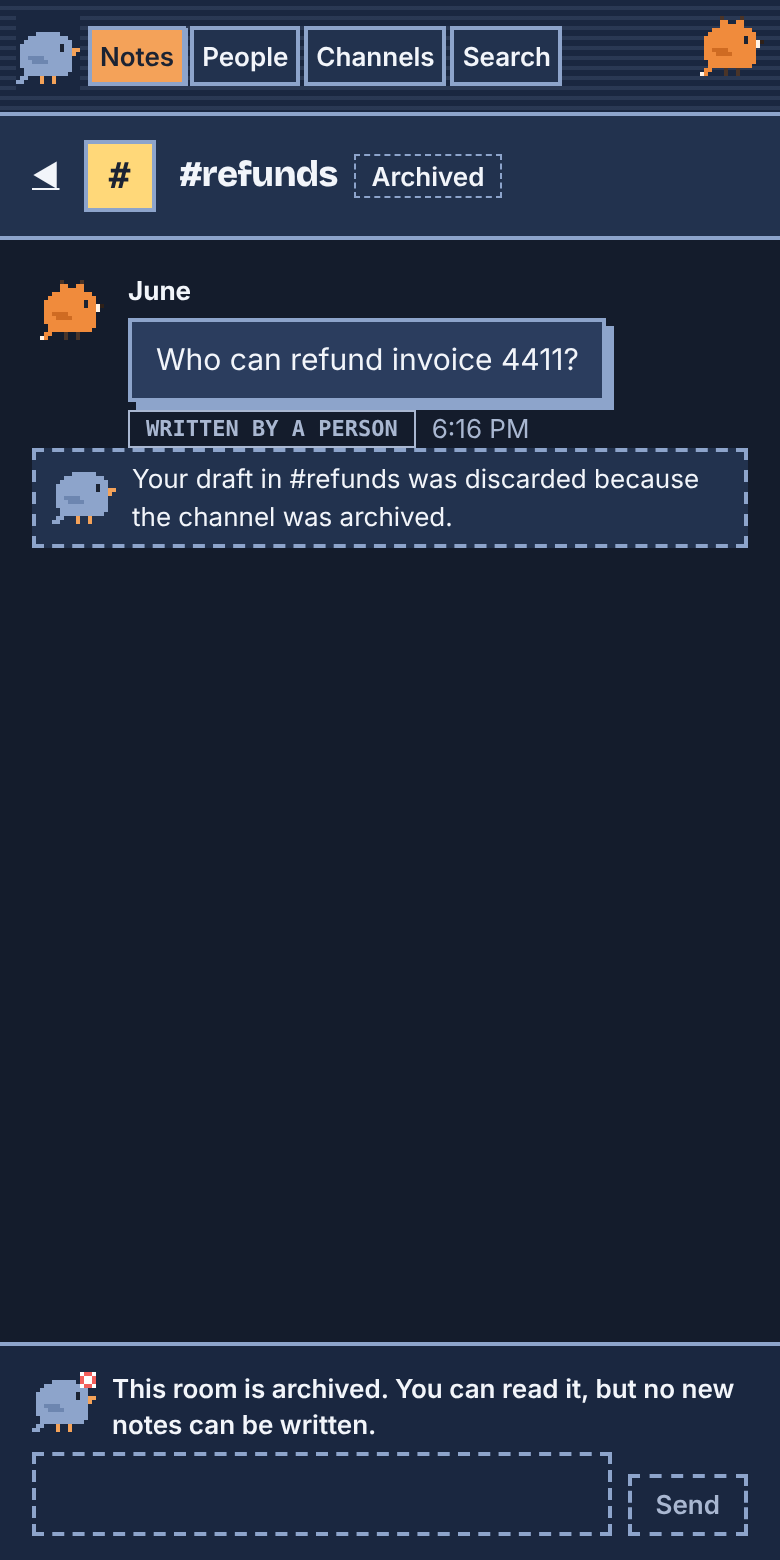 Notes
People
Channels
Search
◀
#
#refunds
Archived
June
Who can refund invoice 4411?
WRITTEN BY A PERSON
6:16 PM
Your draft in #refunds was discarded because
the channel was archived.
This room is archived. You can read it, but no new
notes can be written.
Send